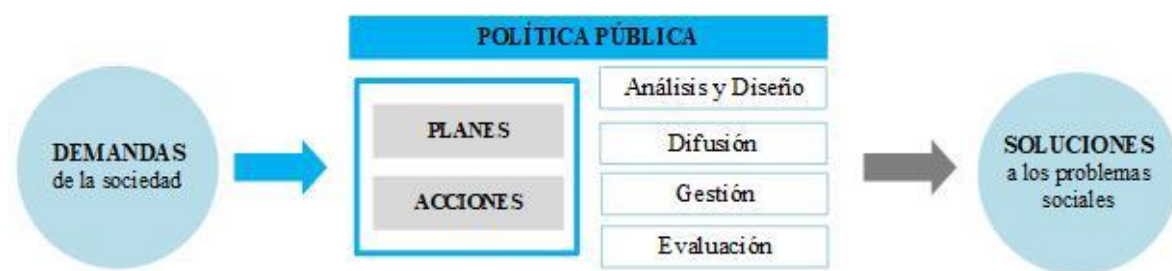 POLÍTICA PÚBLICA
DEMANDAS
de la sociedad
PLANES
ACCIONES
Análisis y Diseño
Difusión
Gestión
Evaluación
SOLUCIONES
a los problemas
sociales